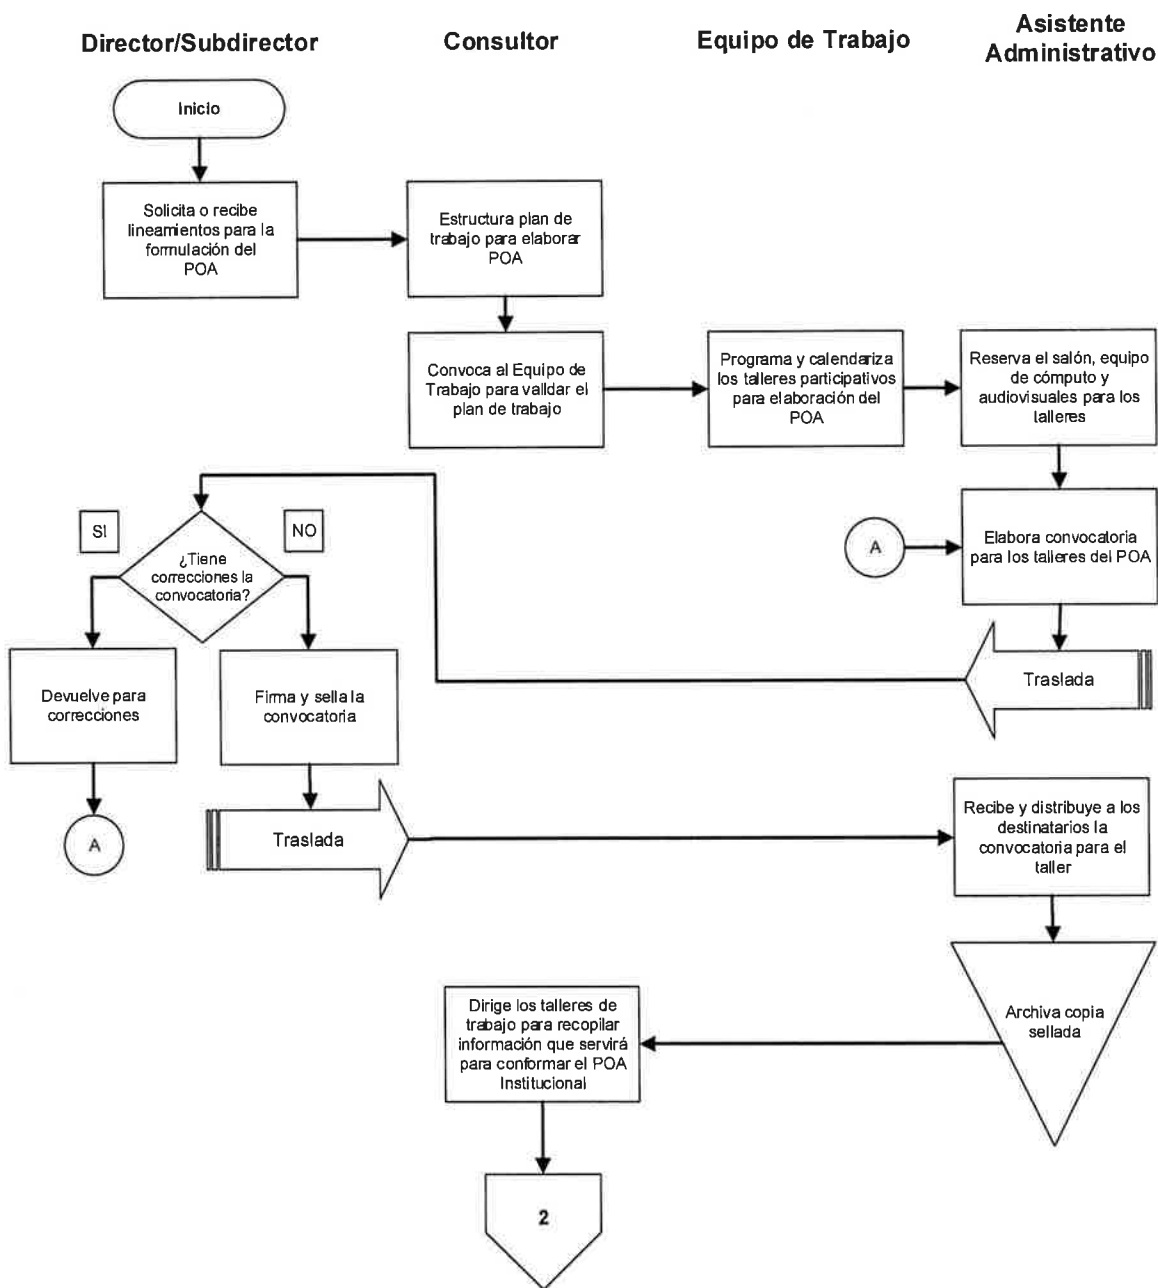 Director/Subdirector
Consultor
Equipo de Trabajo
Asistente
Administrativo
Inicio
Solicita o recibe
lineamientos para la
formulación del
POA
Estructura plan de
trabajo para elaborar
POA
Convoca al Equipo de
Trabajo para validar el
plan de trabajo
Programa y calendariza
los talleres participativos
para elaboración del
POA
Reserva el salón, equipo
de cómputo y
audiovisuales para los
talleres
SI
NO
¿Tiene
correcciones la
convocatoria?
A
Elabora convocatoria
para los talleres del POA
Devuelve para
correcciones
Firma y sella la
convocatoria
Traslada
A
Traslada
Recibe y distribuye a los
destinatarios la
convocatoria para el
taller
Archiva copia
sellada
Dirige los talleres de
trabajo para recopilar
información que servirá
para conformar el POA
Institucional
2